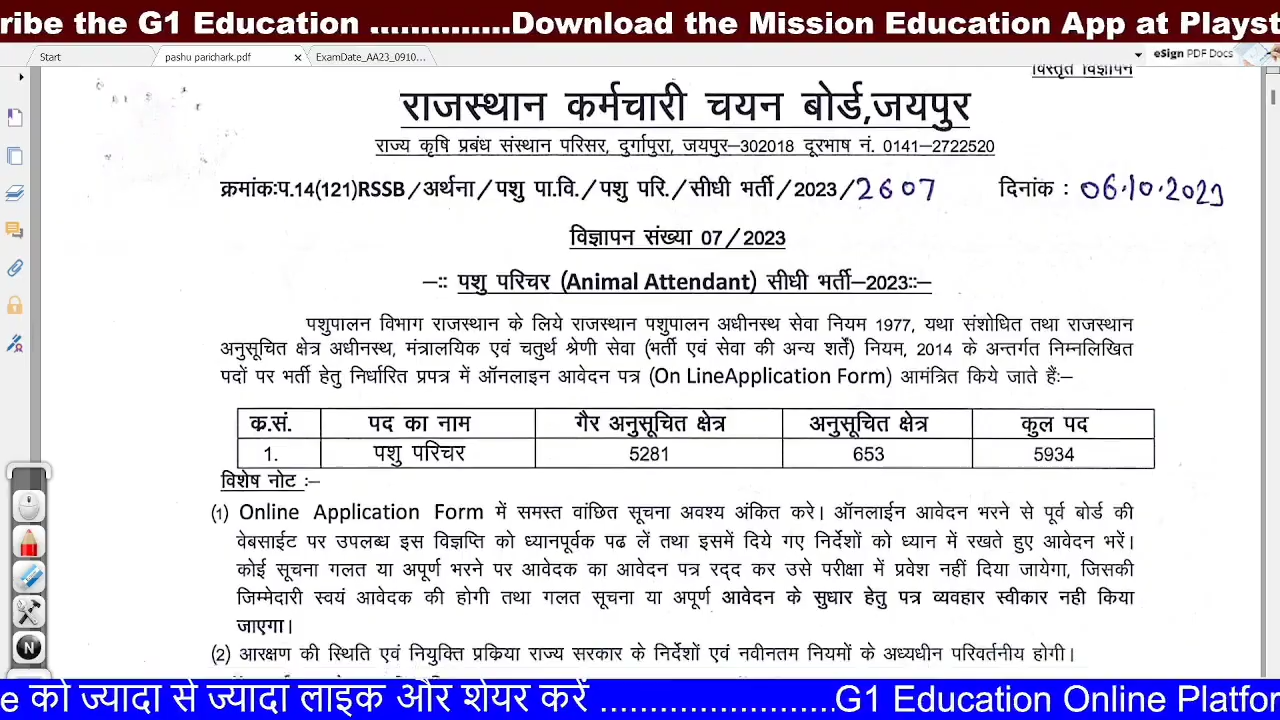 ribe the G1 Education ..............Download the Mission Education App at Playst
Start
pashu parichark.pdf
ExamDate_AA23_0910...
eSign PDF Docs
विस्तृत विज्ञापन
राजस्थान कर्मचारी चयन बोर्ड,जयपुर
राज्य कृषि प्रबंध संस्थान परिसर, दुर्गापुरा, जयपुर–302018 दूरभाष नं. 0141–2722520
क्रमांकःप.14(121)RSSB/अर्थना/पशु पा.वि./पशु परि./सीधी भर्ती/2023/2607 दिनांक : 06.10.2023
विज्ञापन संख्या 07/2023
–:: पशु परिचर (Animal Attendant) सीधी भर्ती–2023::–
पशुपालन विभाग राजस्थान के लिये राजस्थान पशुपालन अधीनस्थ सेवा नियम 1977, यथा संशोधित तथा राजस्थान
अनुसूचित क्षेत्र अधीनस्थ, मंत्रालयिक एवं चतुर्थ श्रेणी सेवा (भर्ती एवं सेवा की अन्य शर्तें) नियम, 2014 के अन्तर्गत निम्नलिखित
पदों पर भर्ती हेतु निर्धारित प्रपत्र में ऑनलाइन आवेदन पत्र (On LineApplication Form) आमंत्रित किये जाते हैंः–
क्र.सं. पद का नाम गैर अनुसूचित क्षेत्र अनुसूचित क्षेत्र कुल पद
1. पशु परिचर 5281 653 5934
विशेष नोट :–
(1) Online Application Form में समस्त वांछित सूचना अवश्य अंकित करे। ऑनलाईन आवेदन भरने से पूर्व बोर्ड की
वेबसाईट पर उपलब्ध इस विज्ञप्ति को ध्यानपूर्वक पढ लें तथा इसमें दिये गए निर्देशों को ध्यान में रखते हुए आवेदन भरें।
कोई सूचना गलत या अपूर्ण भरने पर आवेदक का आवेदन पत्र रद्द कर उसे परीक्षा में प्रवेश नहीं दिया जायेगा, जिसकी
जिम्मेदारी स्वयं आवेदक की होगी तथा गलत सूचना या अपूर्ण आवेदन के सुधार हेतु पत्र व्यवहार स्वीकार नही किया
जाएगा।
(2) आरक्षण की स्थिति एवं नियुक्ति प्रक्रिया राज्य सरकार के निर्देशों एवं नवीनतम नियमों के अध्यधीन परिवर्तनीय होगी।
e को ज्यादा से ज्यादा लाइक और शेयर करें ........................G1 Education Online Platfor